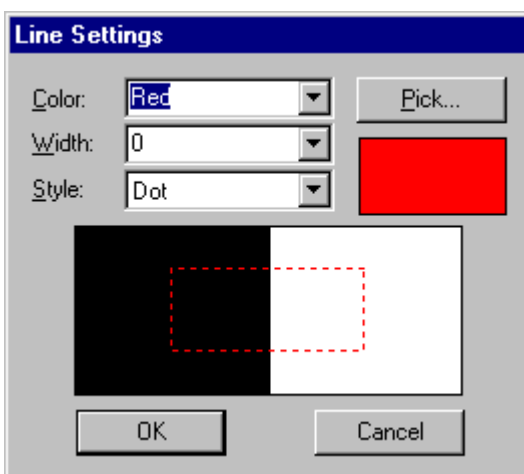 Line Settings
Color: Red Pick...
Width: 0
Style: Dot
OK Cancel